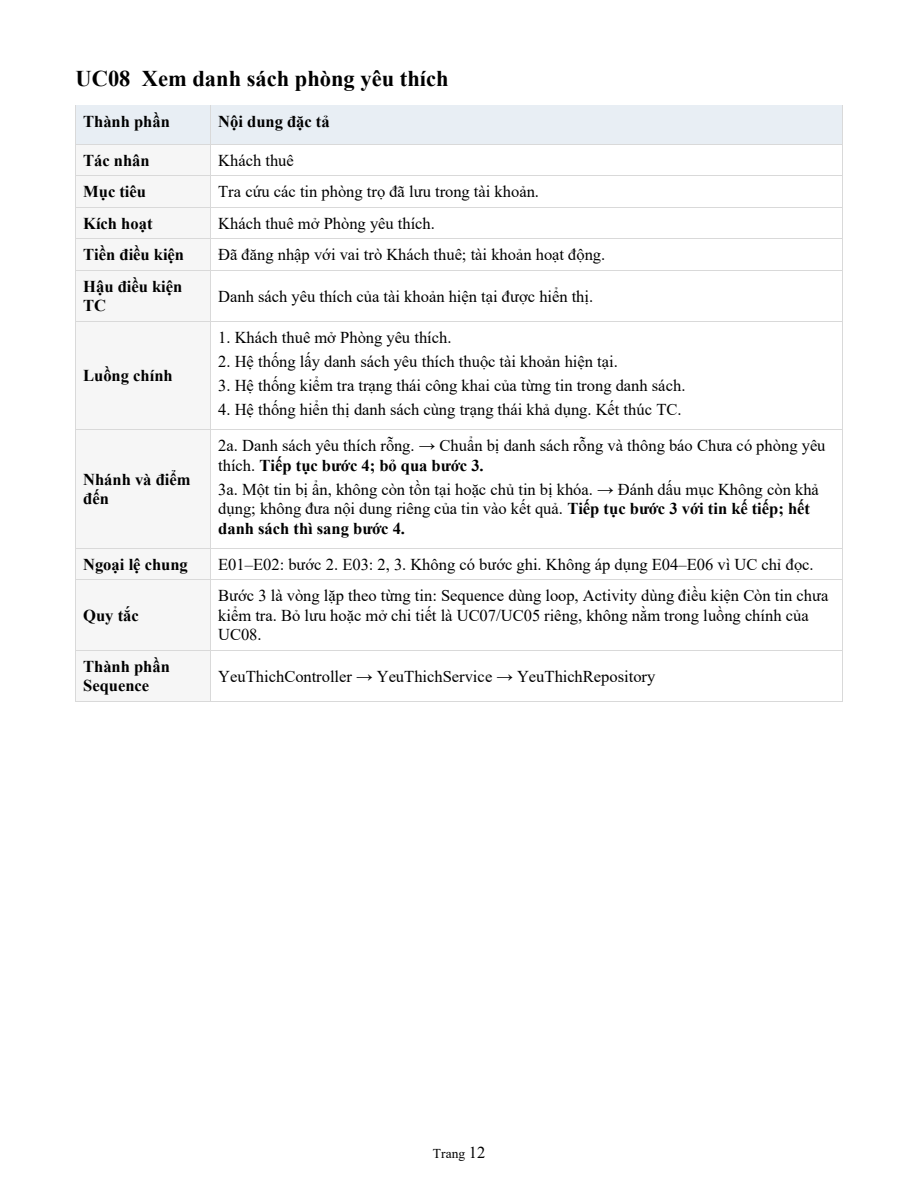 UC08  Xem danh sách phòng yêu thích
Thành phần
Nội dung đặc tả
Tác nhân
Khách thuê
Mục tiêu
Tra cứu các tin phòng trọ đã lưu trong tài khoản.
Kích hoạt
Khách thuê mở Phòng yêu thích.
Tiền điều kiện
Đã đăng nhập với vai trò Khách thuê; tài khoản hoạt động.
Hậu điều kiện
TC
Danh sách yêu thích của tài khoản hiện tại được hiển thị.
Luồng chính
1. Khách thuê mở Phòng yêu thích.
2. Hệ thống lấy danh sách yêu thích thuộc tài khoản hiện tại.
3. Hệ thống kiểm tra trạng thái công khai của từng tin trong danh sách.
4. Hệ thống hiển thị danh sách cùng trạng thái khả dụng. Kết thúc TC.
Nhánh và điểm
đến
2a. Danh sách yêu thích rỗng. → Chuẩn bị danh sách rỗng và thông báo Chưa có phòng yêu
thích. Tiếp tục bước 4; bỏ qua bước 3.
3a. Một tin bị ẩn, không còn tồn tại hoặc chủ tin bị khóa. → Đánh dấu mục Không còn khả
dụng; không đưa nội dung riêng của tin vào kết quả. Tiếp tục bước 3 với tin kế tiếp; hết
danh sách thì sang bước 4.
Ngoại lệ chung
E01–E02: bước 2. E03: 2, 3. Không có bước ghi. Không áp dụng E04–E06 vì UC chỉ đọc.
Quy tắc
Bước 3 là vòng lặp theo từng tin: Sequence dùng loop, Activity dùng điều kiện Còn tin chưa
kiểm tra. Bỏ lưu hoặc mở chi tiết là UC07/UC05 riêng, không nằm trong luồng chính của
UC08.
Thành phần
Sequence
YeuThichController → YeuThichService → YeuThichRepository
Trang 12